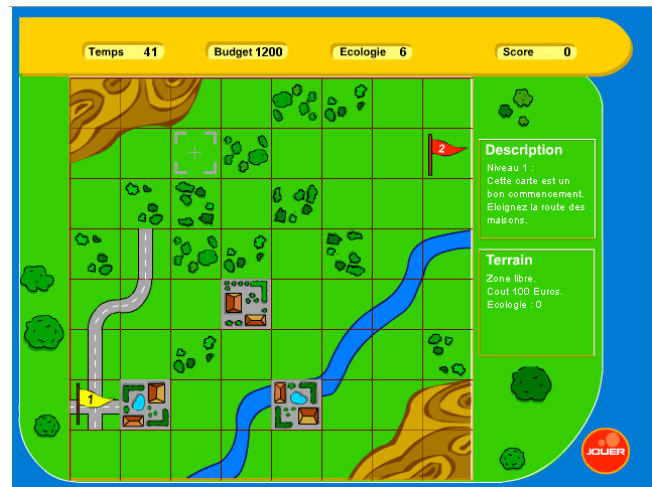 Temps 41 Budget 1200 Ecologie 6 Score 0
2
Description
Niveau 1 :
Cette carte est un
bon commencement.
Eloignez la route des
maisons.
Terrain
Zone libre.
Cout 100 Euros.
Ecologie : 0
1
JOUER